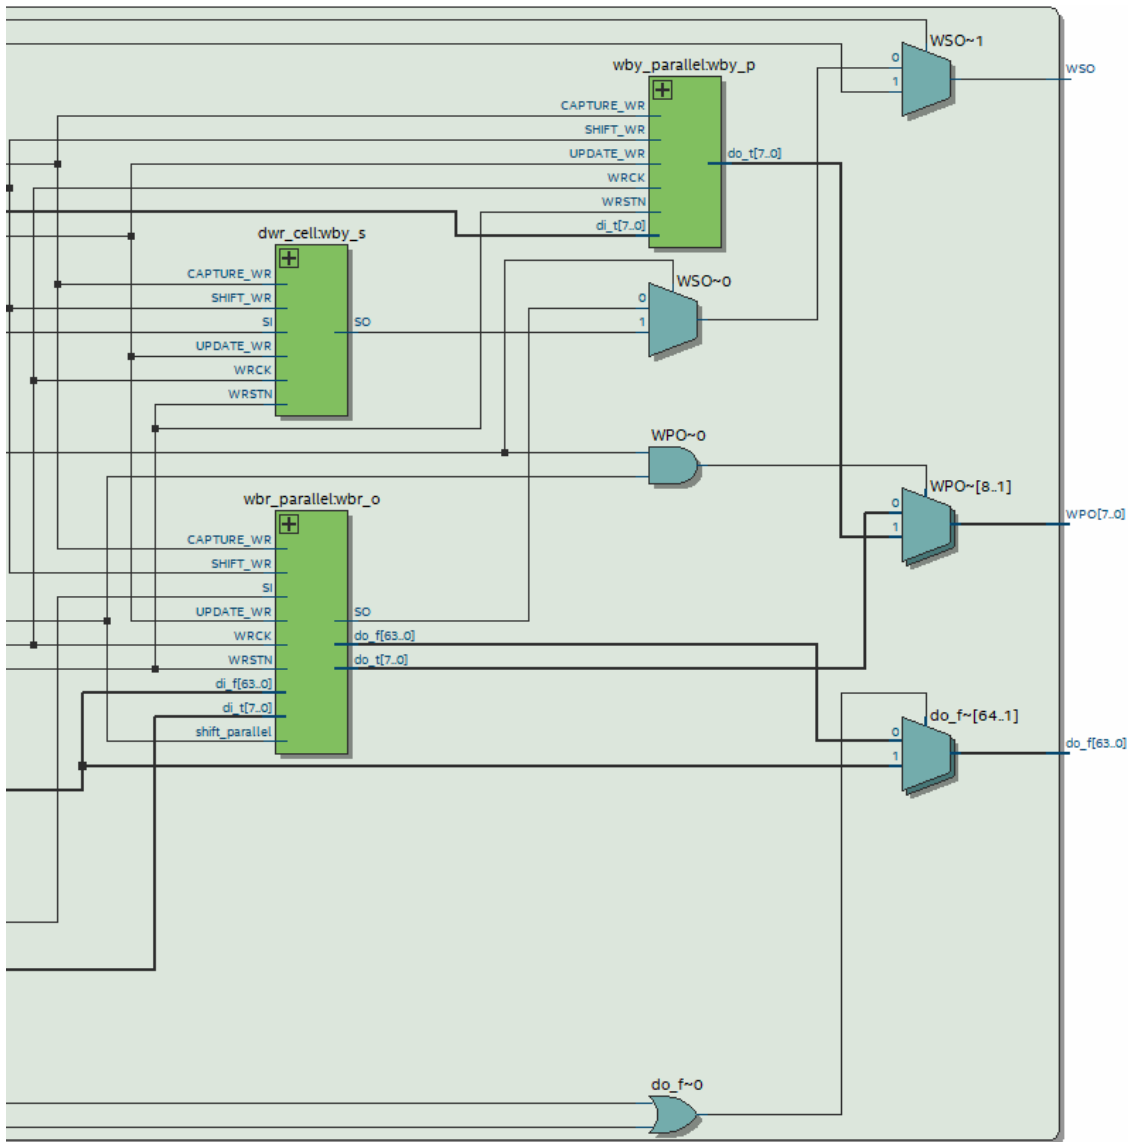 WSO~1
0
1
WSO
wby_parallel:wby_p
CAPTURE_WR
SHIFT_WR
UPDATE_WR
WRCK
WRSTN
di_t[7..0]
do_t[7..0]
dwr_cell:wby_s
CAPTURE_WR
SHIFT_WR
SI
UPDATE_WR
WRCK
WRSTN
SO
WSO~0
0
1
WPO~0
WPO~[8..1]
0
1
WPO[7..0]
wbr_parallel:wbr_o
CAPTURE_WR
SHIFT_WR
SI
UPDATE_WR
WRCK
WRSTN
di_f[63..0]
di_t[7..0]
shift_parallel
SO
do_f[63..0]
do_t[7..0]
do_f~[64..1]
0
1
do_f[63..0]
do_f~0